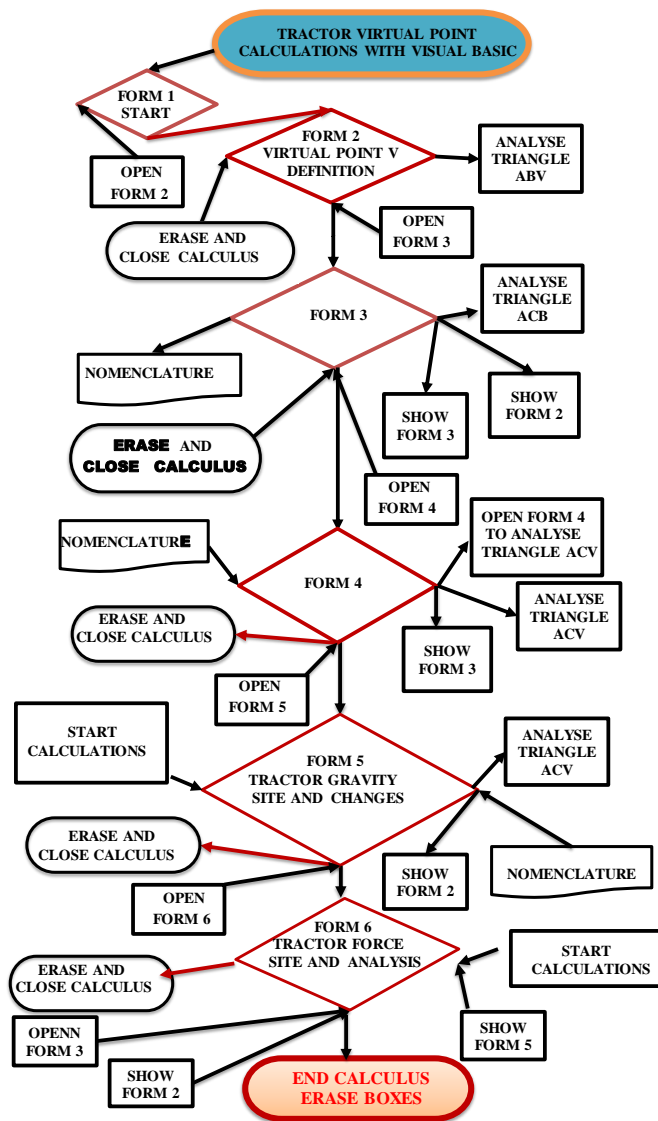 TRACTOR VIRTUAL POINT
CALCULATIONS WITH VISUAL BASIC
FORM 1
START
OPEN
FORM 2
FORM 2
VIRTUAL POINT V
DEFINITION
ANALYSE
TRIANGLE
ABV
ERASE AND
CLOSE CALCULUS
OPEN
FORM 3
FORM 3
ANALYSE
TRIANGLE
ACB
NOMENCLATURE
SHOW
FORM 3
SHOW
FORM 2
ERASE AND
CLOSE CALCULUS
OPEN
FORM 4
NOMENCLATURE
FORM 4
OPEN FORM 4
TO ANALYSE
TRIANGLE ACV
ANALYSE
TRIANGLE
ACV
ERASE AND
CLOSE CALCULUS
SHOW
FORM 3
OPEN
FORM 5
START
CALCULATIONS
FORM 5
TRACTOR GRAVITY
SITE AND CHANGES
ANALYSE
TRIANGLE
ACV
ERASE AND
CLOSE CALCULUS
SHOW
FORM 2
NOMENCLATURE
OPEN
FORM 6
FORM 6
TRACTOR FORCE
SITE AND ANALYSIS
START
CALCULATIONS
ERASE AND
CLOSE CALCULUS
OPENN
FORM 3
SHOW
FORM 2
SHOW
FORM 5
END CALCULUS
ERASE BOXES